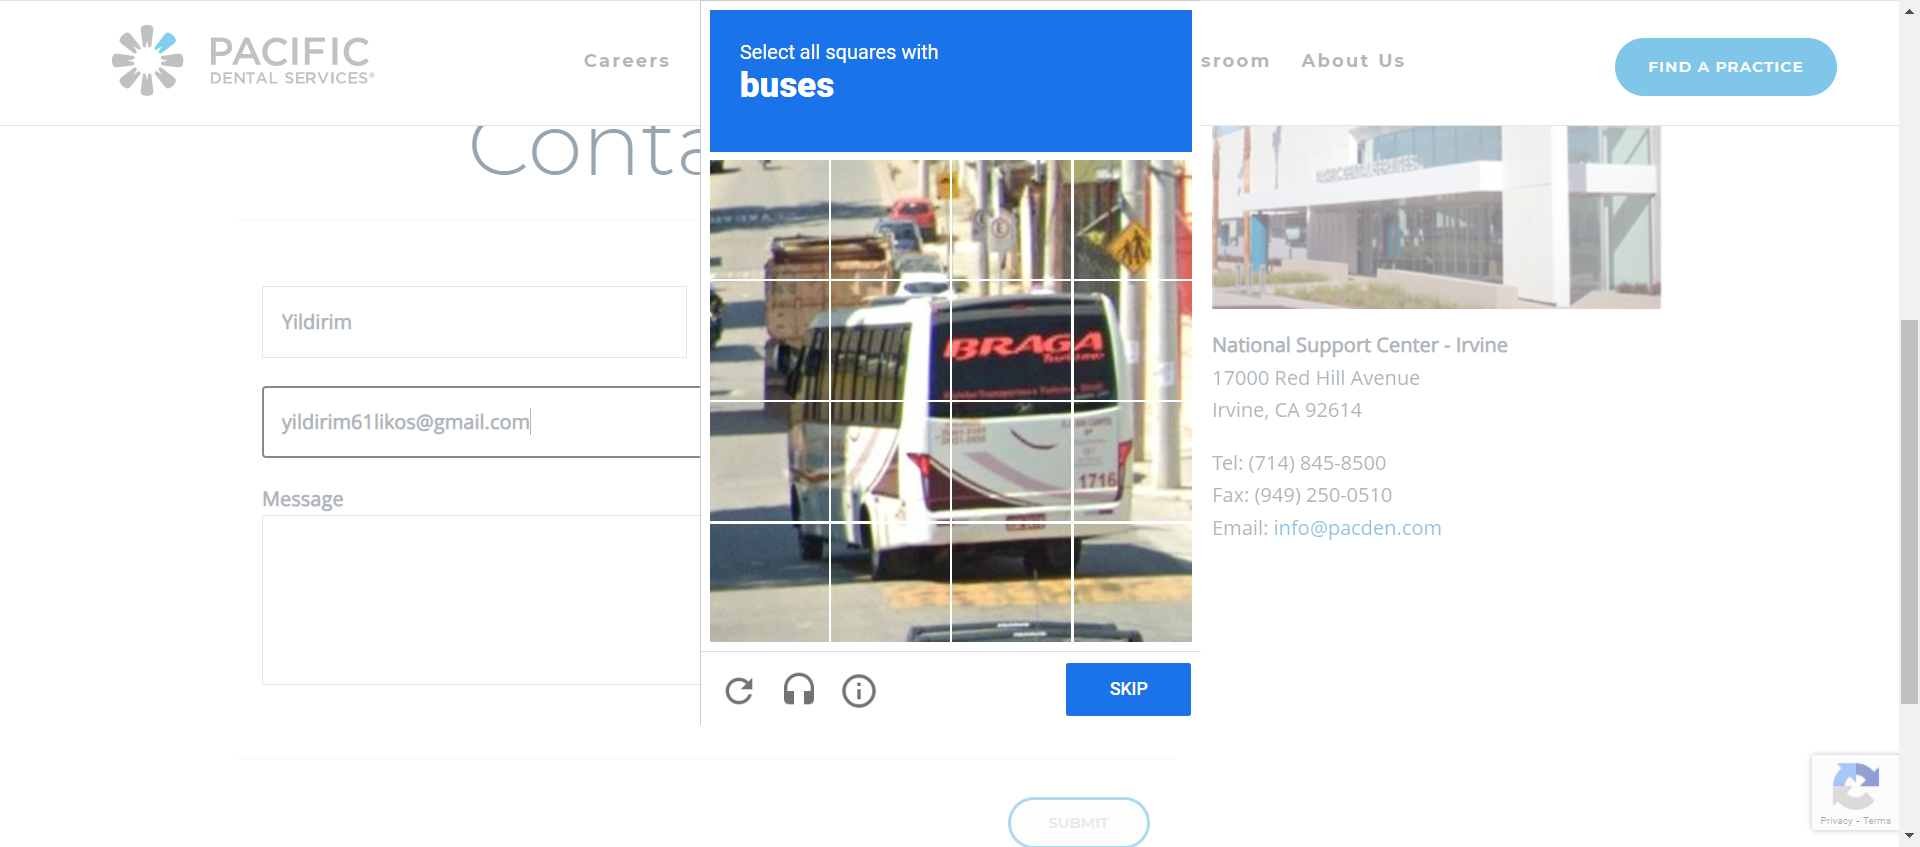 PACIFIC
DENTAL SERVICES®
Careers
sroom
About Us
FIND A PRACTICE
Conta
Select all squares with
buses
Yildirim
yildirim61likos@gmail.com
Message
BRAGA
1716
SKIP
National Support Center - Irvine
17000 Red Hill Avenue
Irvine, CA 92614
Tel: (714) 845-8500
Fax: (949) 250-0510
Email: info@pacden.com
SUBMIT
Privacy - Terms